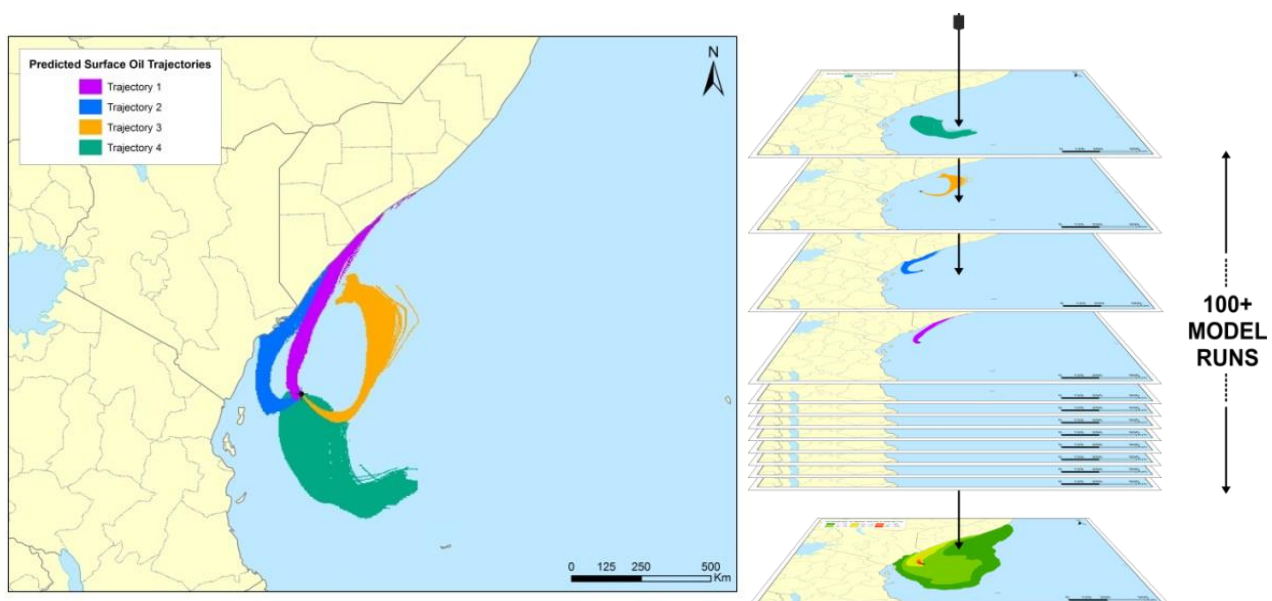 Predicted Surface Oil Trajectories
Trajectory 1
Trajectory 2
Trajectory 3
Trajectory 4
N
0 125 250 500
Km
100+
MODEL
RUNS